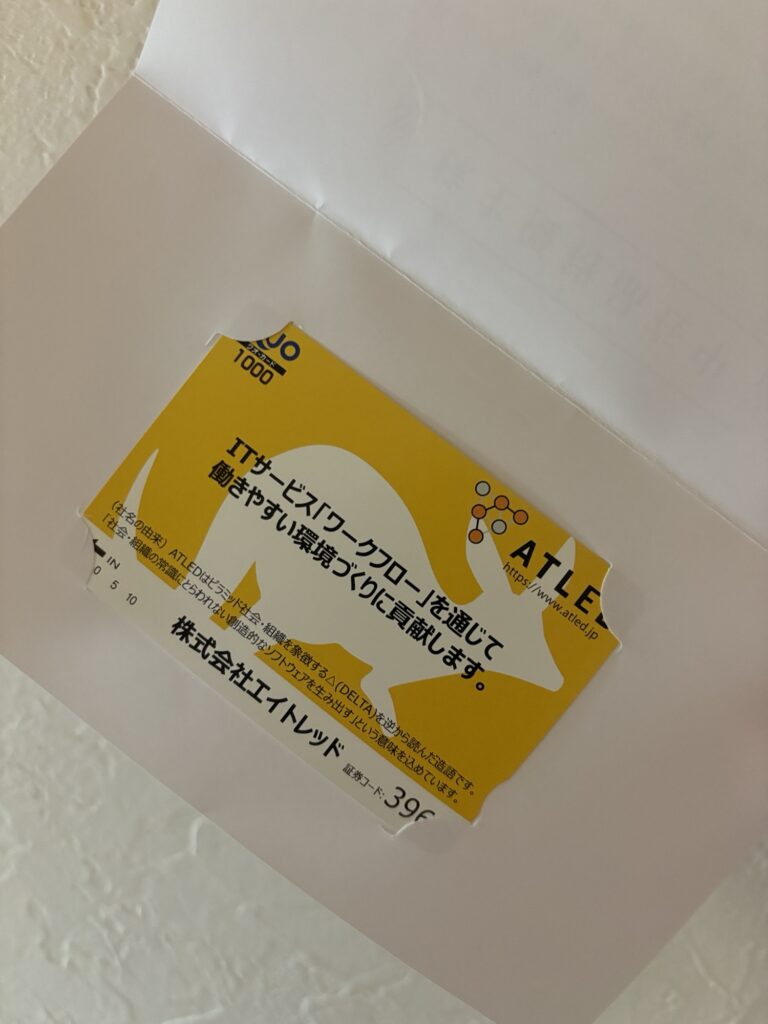 QUO
クオ・カード
1000
ITサービス「ワークフロー」を通じて
働きやすい環境づくりに貢献します。
ATLED
https://www.atled.jp
(社名の由来) ATLEDはピラミッド社会・組織を象徴する△(DELTA)を逆から読んだ造語です。
「社会・組織の常識にとらわれない創造的なソフトウェアを生み出す」という意味を込めています。
IN
0 5 10
株式会社エイトレッド
証券コード:396